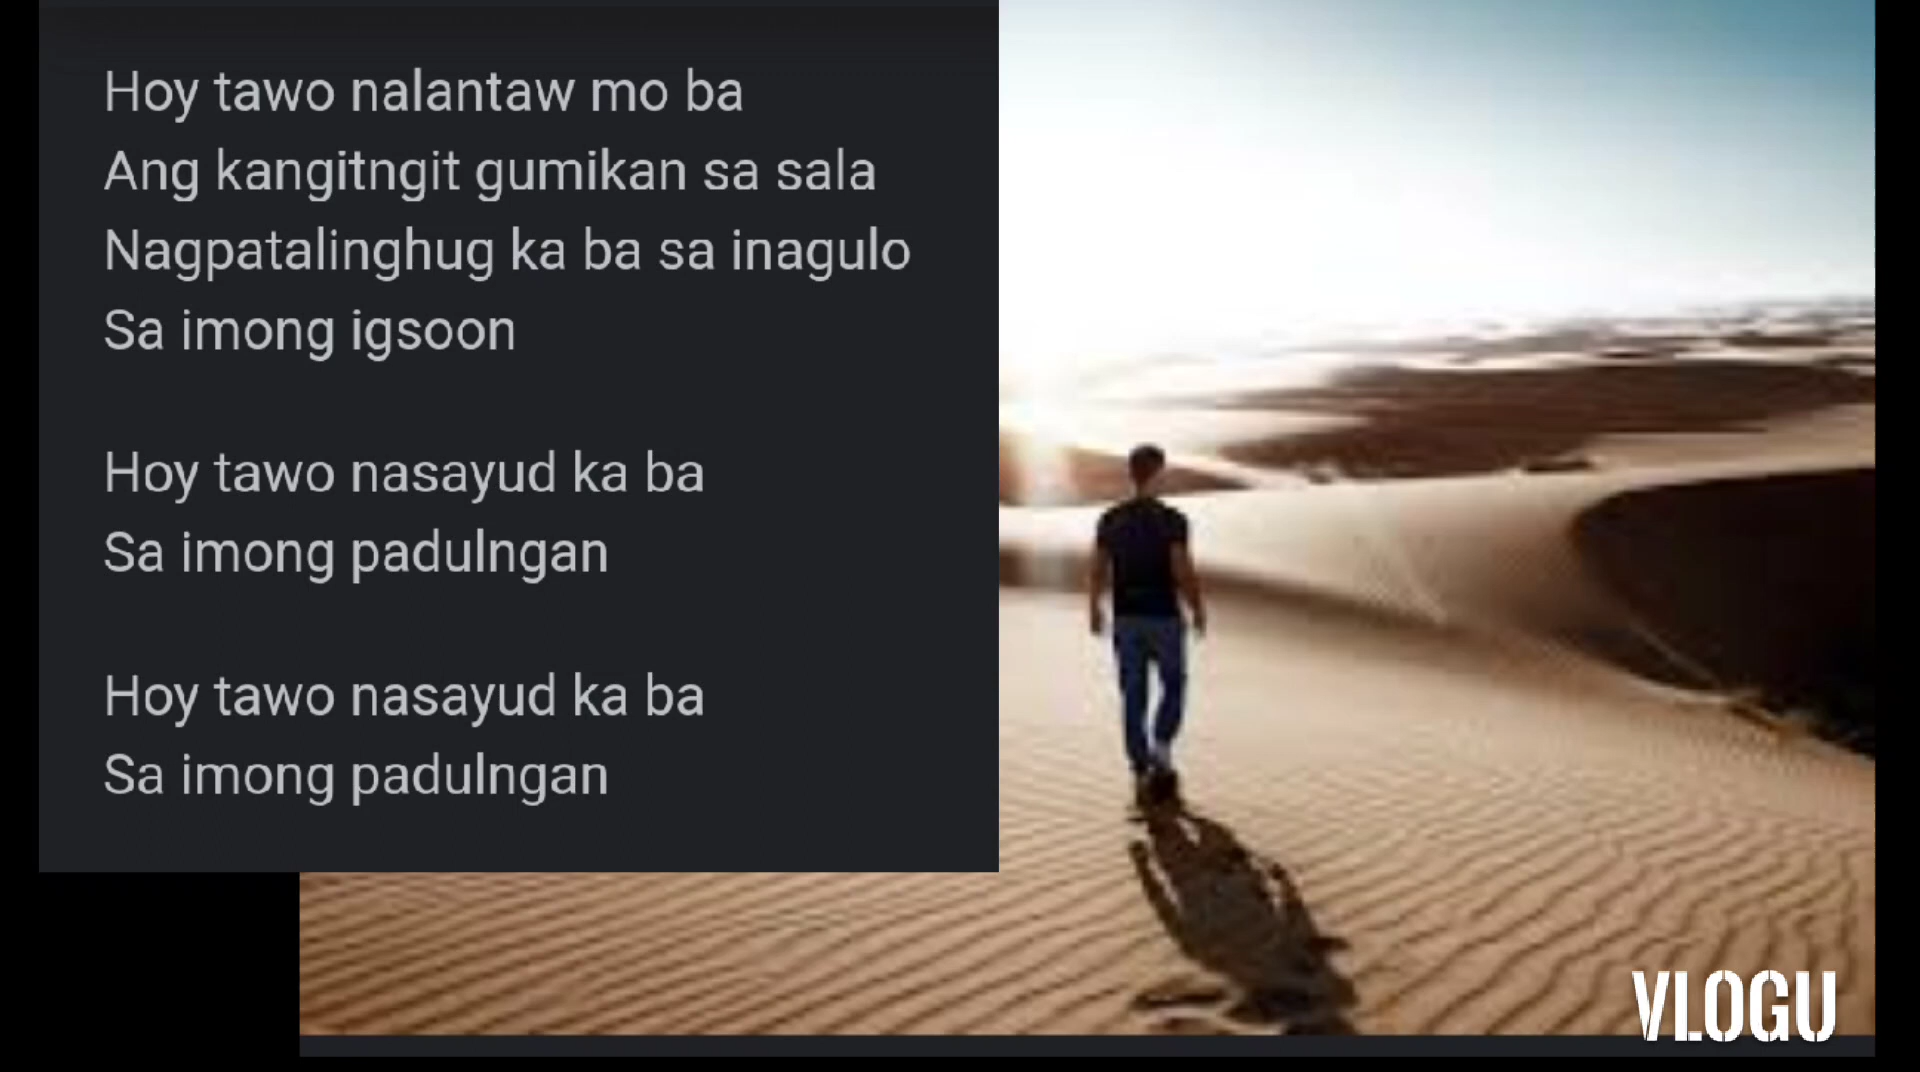 Hoy tawo nalantaw mo ba
Ang kangitngit gumikan sa sala
Nagpatalinghug ka ba sa inagulo
Sa imong igsoon
Hoy tawo nasayud ka ba
Sa imong padulngan
Hoy tawo nasayud ka ba
Sa imong padulngan
VLOGU